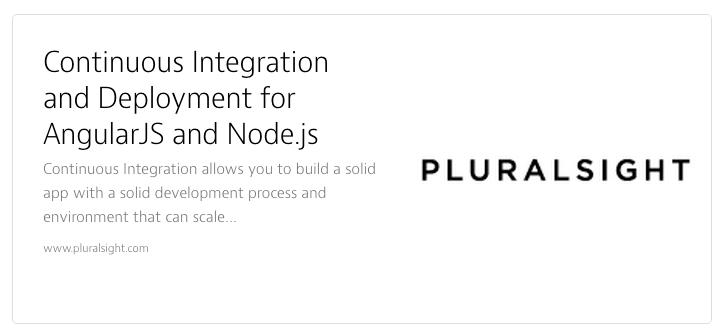 Continuous Integration
and Deployment for
AngularJS and Node.js
Continuous Integration allows you to build a solid
app with a solid development process and
environment that can scale...
www.pluralsight.com
PLURALSIGHT